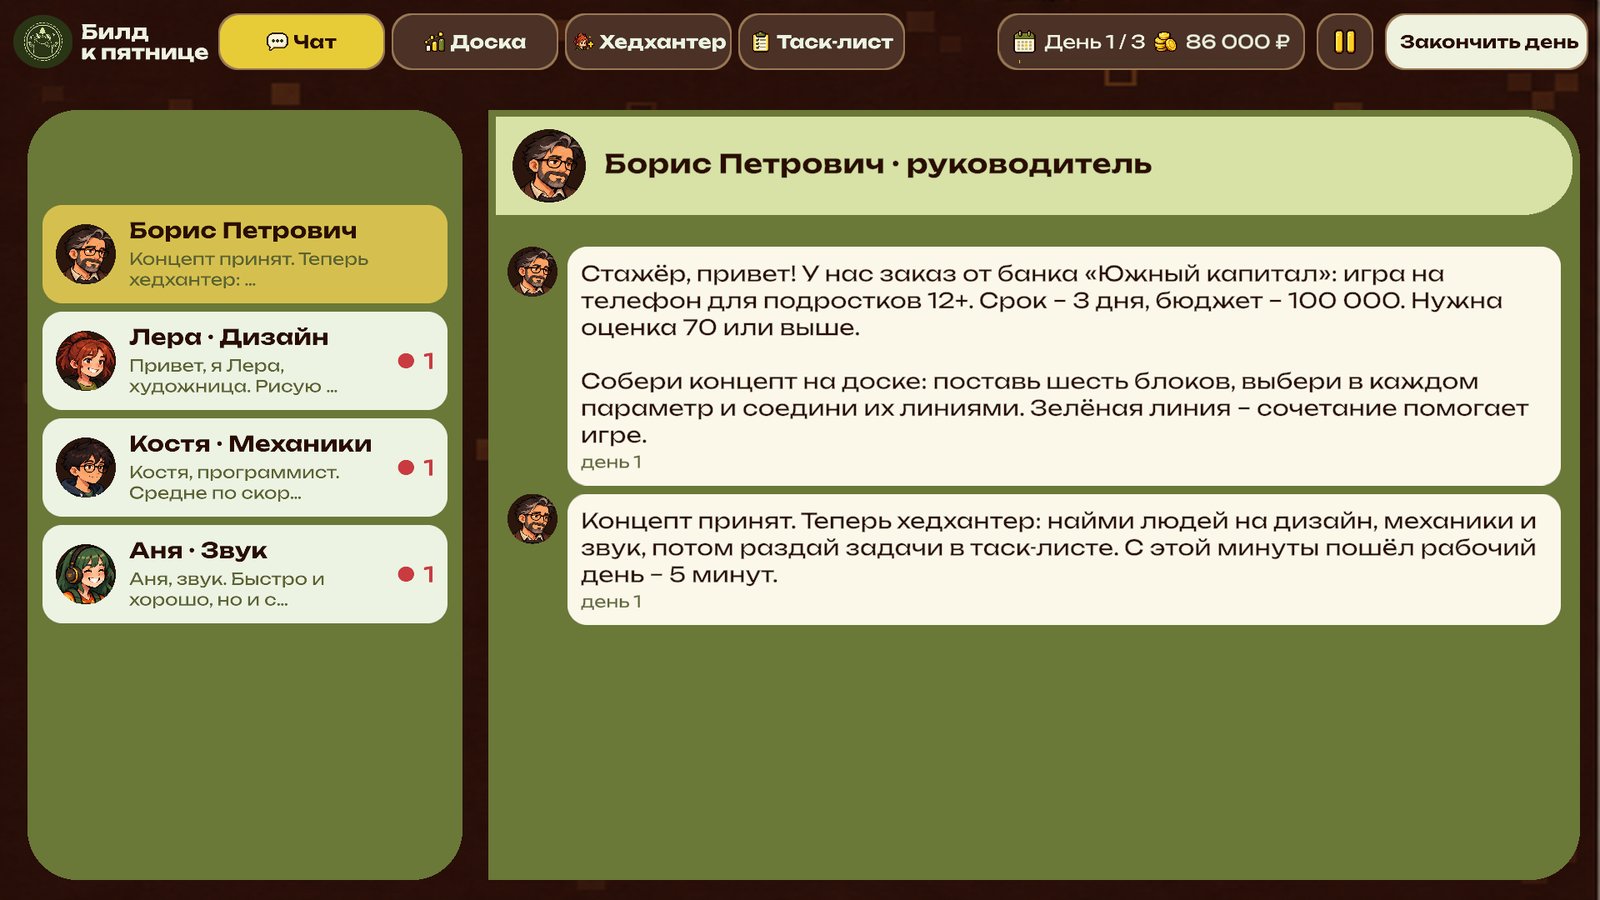 Билд
к пятнице
Чат
Доска
Хедхантер
Таск-лист
День 1 / 3
86 000 ₽
Закончить день
Борис Петрович
Концепт принят. Теперь
хедхантер: ...
Лера · Дизайн
Привет, я Лера,
художница. Рисую ...
1
Костя · Механики
Костя, программист.
Средне по скор...
1
Аня · Звук
Аня, звук. Быстро и
хорошо, но и с...
1
Борис Петрович · руководитель
Стажёр, привет! У нас заказ от банка «Южный капитал»: игра на
телефон для подростков 12+. Срок – 3 дня, бюджет – 100 000. Нужна
оценка 70 или выше.
Собери концепт на доске: поставь шесть блоков, выбери в каждом
параметр и соедини их линиями. Зелёная линия – сочетание помогает
игре.
день 1
Концепт принят. Теперь хедхантер: найми людей на дизайн, механики и
звук, потом раздай задачи в таск-листе. С этой минуты пошёл рабочий
день – 5 минут.
день 1